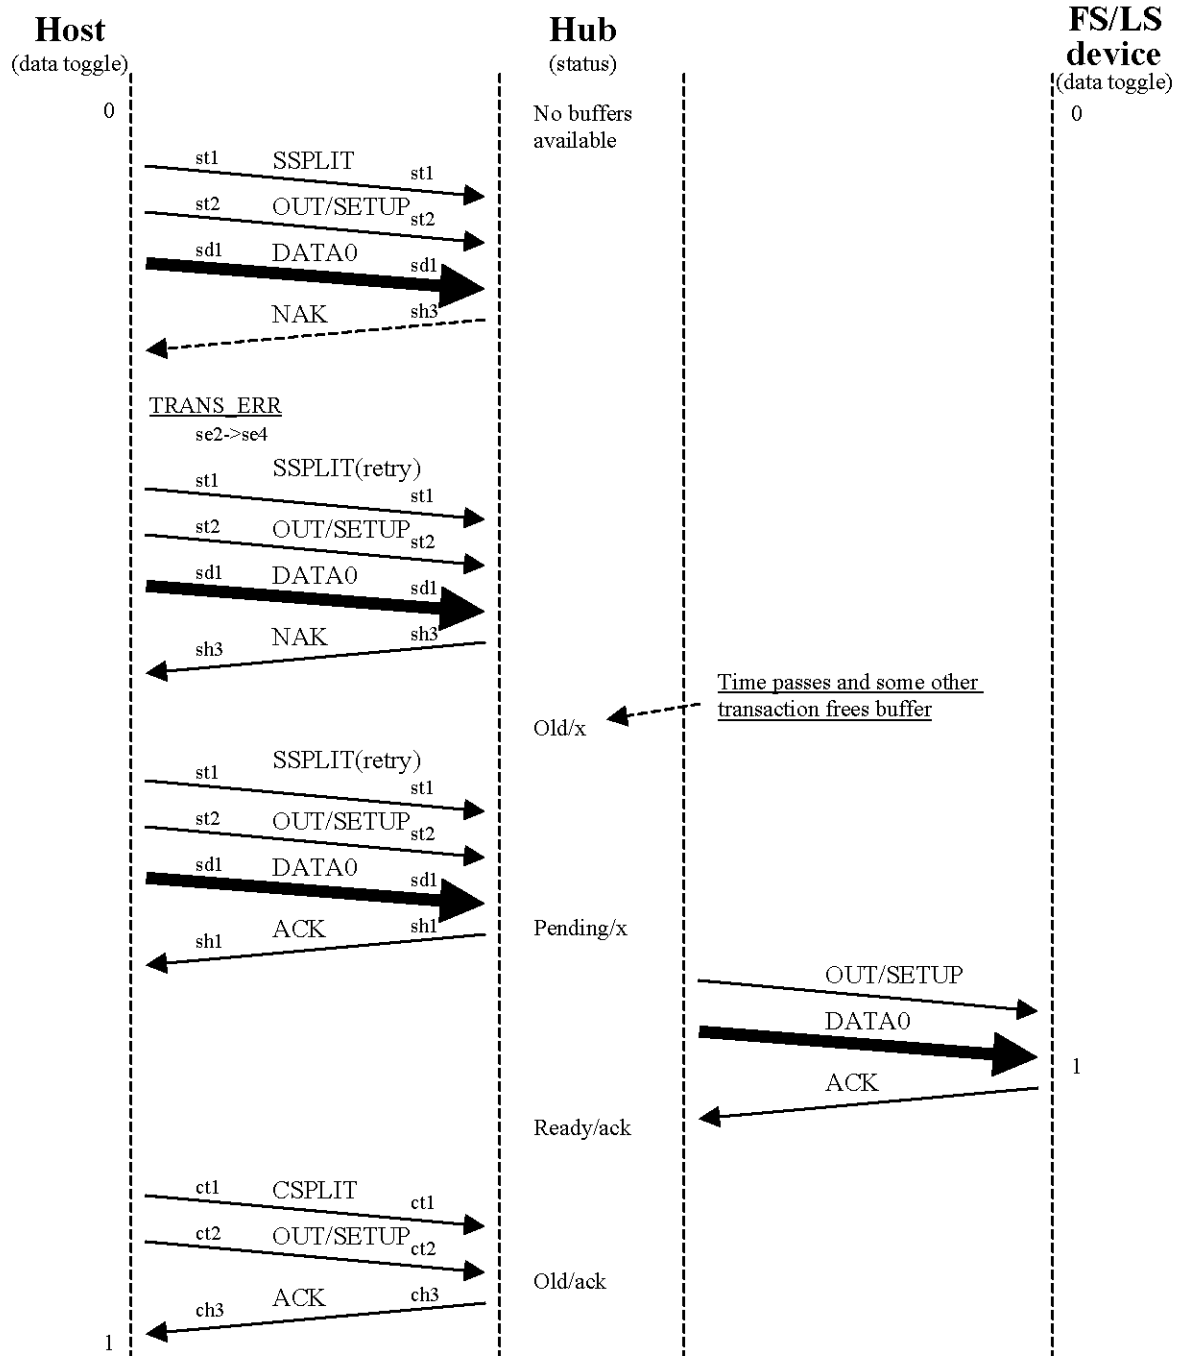 Host
(data toggle)
Hub
(status)
FS/LS
device
(data toggle)
0
No buffers
available
0
st1 SSPLIT st1
st2 OUT/SETUP st2
sd1 DATA0 sd1
NAK sh3
TRANS_ERR
se2->se4
SSPLIT(retry)
st1 st1
st2 OUT/SETUP st2
sd1 DATA0 sd1
sh3 NAK sh3
Time passes and some other
transaction frees buffer
Old/x
SSPLIT(retry)
st1 st1
st2 OUT/SETUP st2
sd1 DATA0 sd1
sh1 ACK sh1
Pending/x
OUT/SETUP
DATA0
1
ACK
Ready/ack
ct1 CSPLIT ct1
ct2 OUT/SETUP ct2
Old/ack
ch3 ACK ch3
1